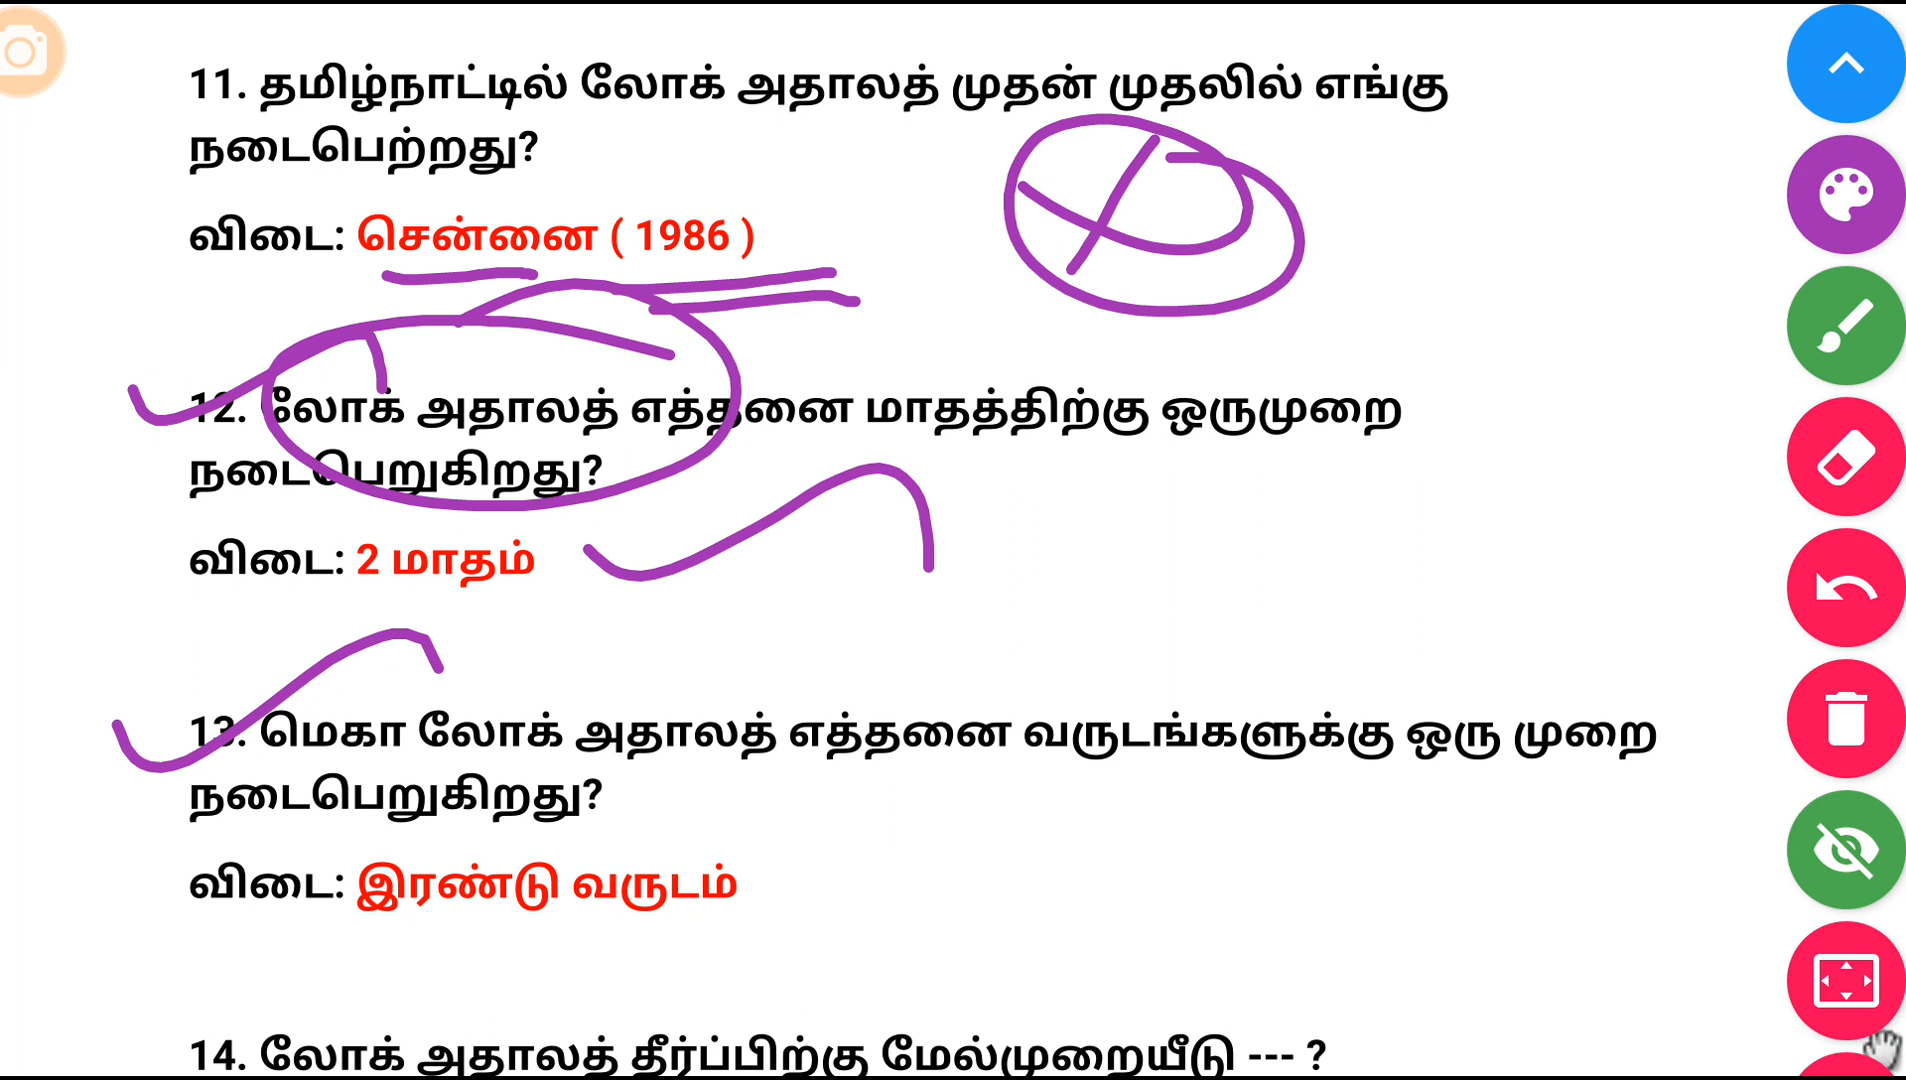 11. தமிழ்நாட்டில் லோக் அதாலத் முதன் முதலில் எங்கு
நடைபெற்றது?
விடை: சென்னை ( 1986 )
12. லோக் அதாலத் எத்தனை மாதத்திற்கு ஒருமுறை
நடைபெறுகிறது?
விடை: 2 மாதம்
13. மெகா லோக் அதாலத் எத்தனை வருடங்களுக்கு ஒரு முறை
நடைபெறுகிறது?
விடை: இரண்டு வருடம்
14. லோக் அதாலத் தீர்ப்பிற்கு மேல்முறையீடு --- ?